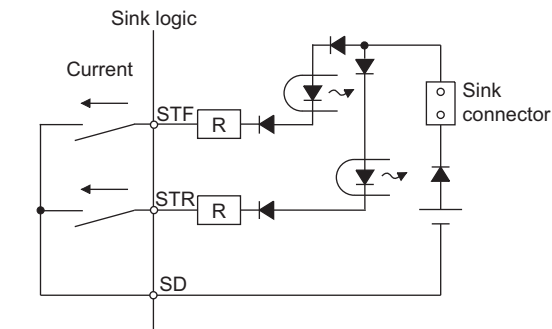 Sink logic
Current
STF
R
Sink
connector
STR
R
SD